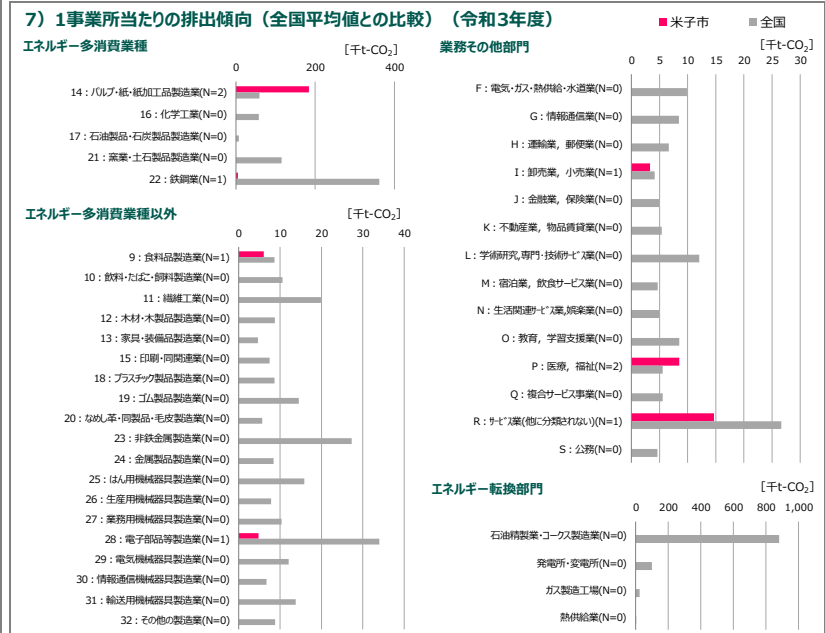 7）1事業所当たりの排出傾向（全国平均値との比較）（令和3年度）
■米子市 ■全国
エネルギー多消費業種
[千t-CO₂]
0 200 400
14：パルプ・紙・紙加工品製造業(N=2)
16：化学工業(N=0)
17：石油製品・石炭製品製造業(N=0)
21：窯業・土石製品製造業(N=0)
22：鉄鋼業(N=1)
エネルギー多消費業種以外
[千t-CO₂]
0 10 20 30 40
9：食料品製造業(N=1)
10：飲料・たばこ・飼料製造業(N=0)
11：繊維工業(N=0)
12：木材・木製品製造業(N=0)
13：家具・装備品製造業(N=0)
15：印刷・同関連業(N=0)
18：プラスチック製品製造業(N=0)
19：ゴム製品製造業(N=0)
20：なめし革・同製品・毛皮製造業(N=0)
23：非鉄金属製造業(N=0)
24：金属製品製造業(N=0)
25：はん用機械器具製造業(N=0)
26：生産用機械器具製造業(N=0)
27：業務用機械器具製造業(N=0)
28：電子部品等製造業(N=1)
29：電気機械器具製造業(N=0)
30：情報通信機械器具製造業(N=0)
31：輸送用機械器具製造業(N=0)
32：その他の製造業(N=0)
業務その他部門
[千t-CO₂]
0 5 10 15 20 25 30
F：電気・ガス・熱供給・水道業(N=0)
G：情報通信業(N=0)
H：運輸業，郵便業(N=0)
I：卸売業，小売業(N=1)
J：金融業，保険業(N=0)
K：不動産業，物品賃貸業(N=0)
L：学術研究,専門・技術サービス業(N=0)
M：宿泊業，飲食サービス業(N=0)
N：生活関連サービス業,娯楽業(N=0)
O：教育，学習支援業(N=0)
P：医療，福祉(N=2)
Q：複合サービス事業(N=0)
R：サービス業(他に分類されない)(N=1)
S：公務(N=0)
エネルギー転換部門
[千t-CO₂]
0 200 400 600 800 1,000
石油精製業・コークス製造業(N=0)
発電所・変電所(N=0)
ガス製造工場(N=0)
熱供給業(N=0)